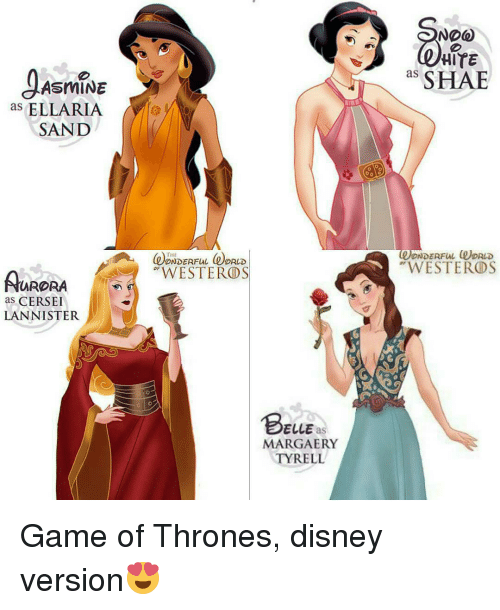 JASMINE
as ELLARIA
SAND
SNOW
WHITE
as SHAE
THE
WONDERFUL WORLD
OF WESTEROS
AURORA
as CERSEI
LANNISTER
WONDERFUL WORLD
OF WESTEROS
BELLE as
MARGAERY
TYRELL
Game of Thrones, disney
version😍